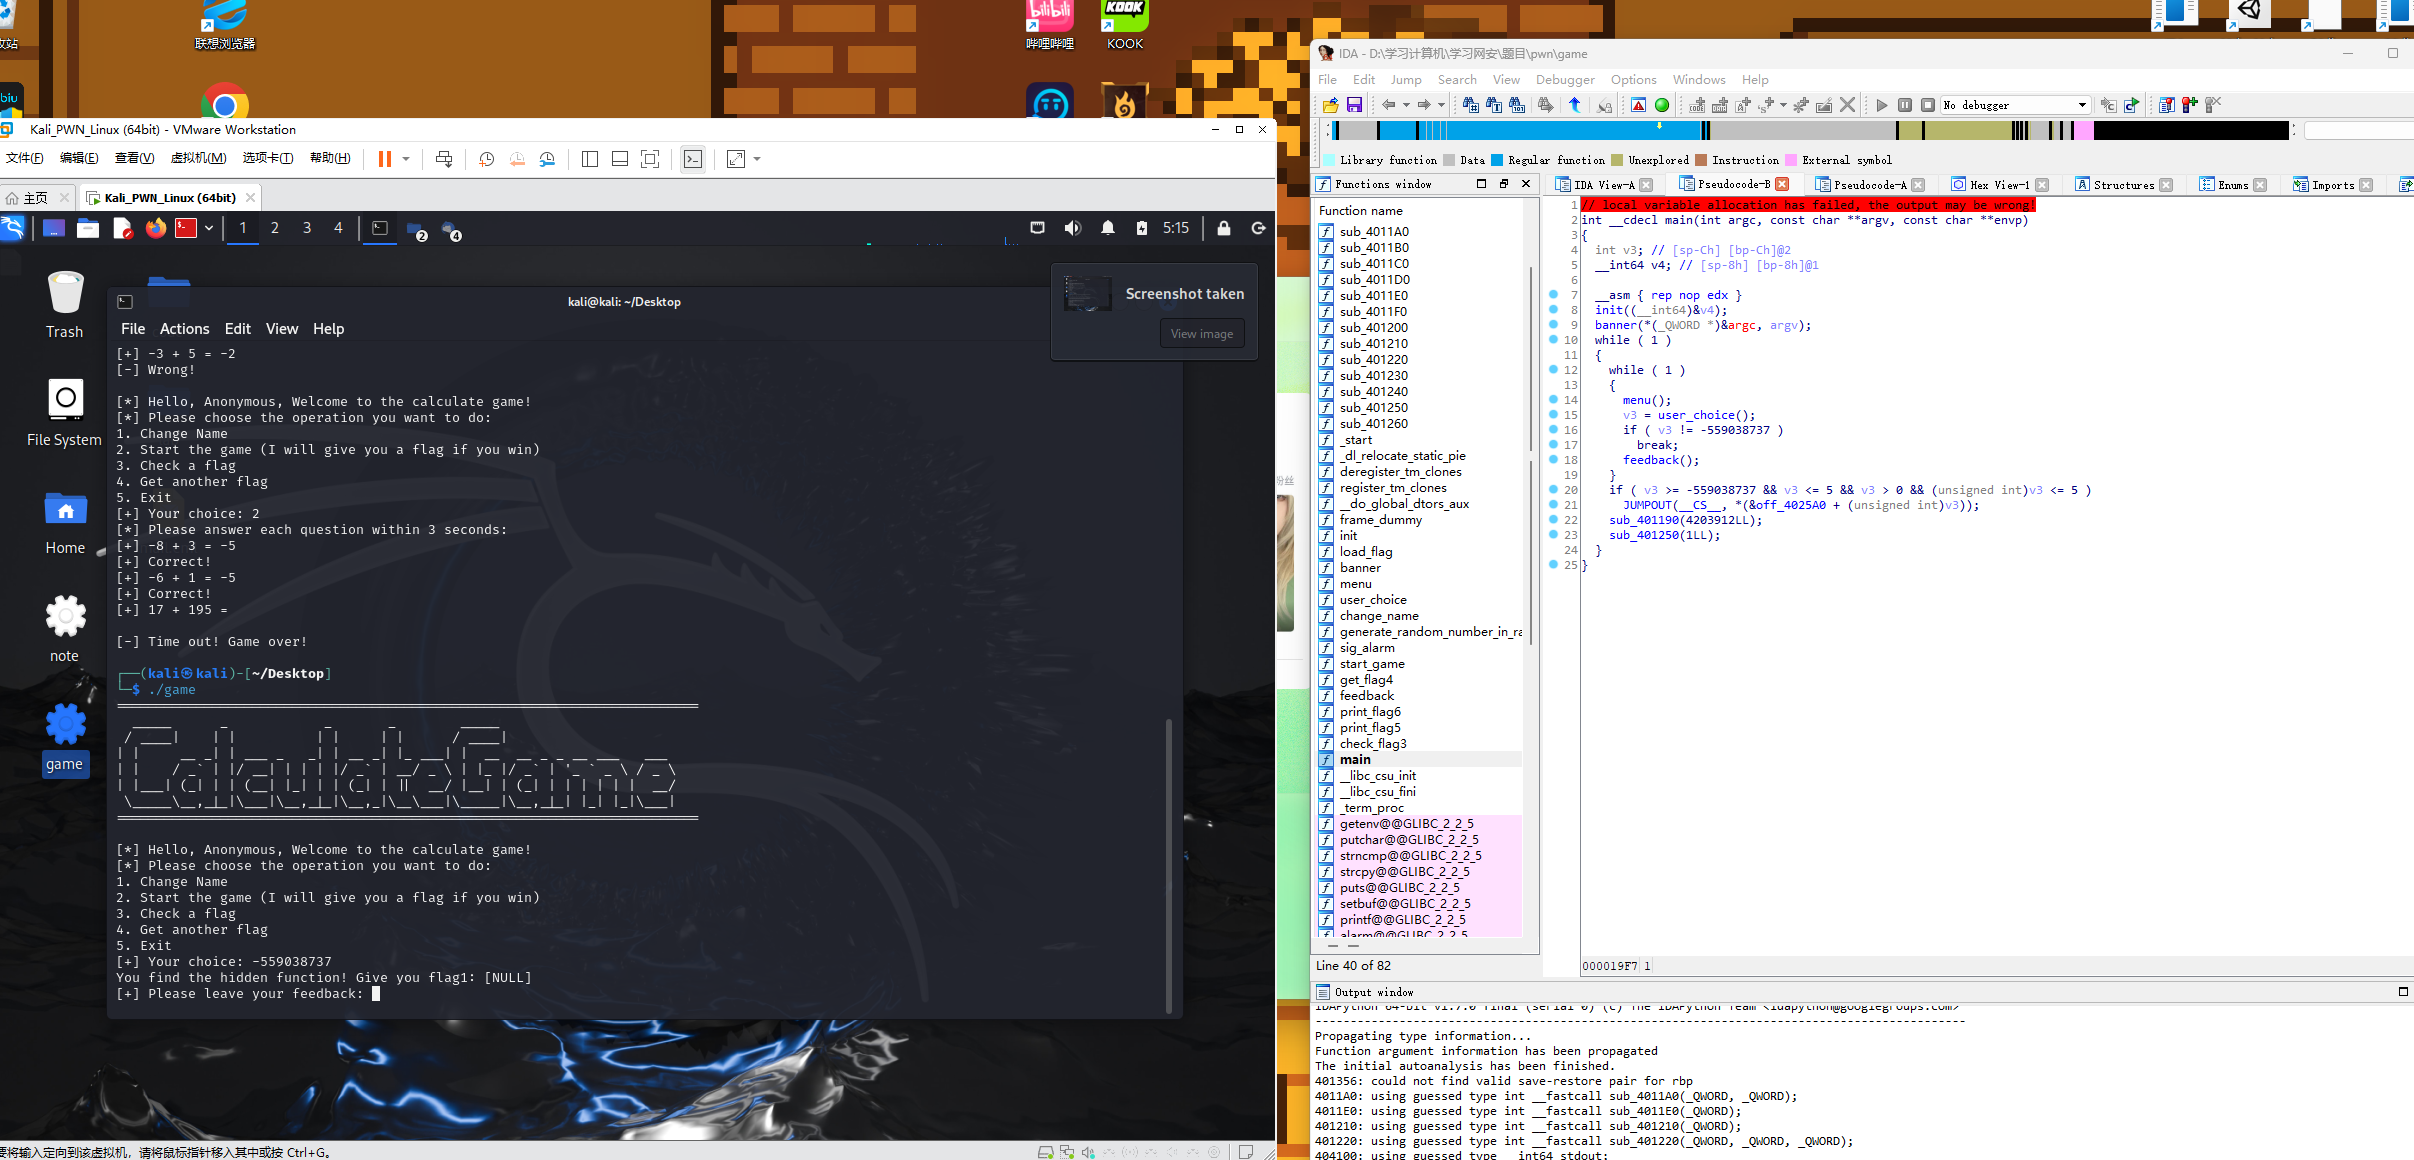 联想浏览器
哔哩哔哩
KOOK
Kali_PWN_Linux (64bit) - VMware Workstation
文件(F) 编辑(E) 查看(V) 虚拟机(M) 选项卡(T) 帮助(H)
主页
Kali_PWN_Linux (64bit)
1 2 3 4
2
4
5:15
Trash
File System
Home
note
game
Screenshot taken
View image
kali@kali: ~/Desktop
File Actions Edit View Help
[+] -3 + 5 = -2
[-] Wrong!
[*] Hello, Anonymous, Welcome to the calculate game!
[*] Please choose the operation you want to do:
1. Change Name
2. Start the game (I will give you a flag if you win)
3. Check a flag
4. Get another flag
5. Exit
[+] Your choice: 2
[*] Please answer each question within 3 seconds:
[+] -8 + 3 = -5
[+] Correct!
[+] -6 + 1 = -5
[+] Correct!
[+] 17 + 195 =
[-] Time out! Game over!
(kali㉿kali)-[~/Desktop]
$ ./game
[*] Hello, Anonymous, Welcome to the calculate game!
[*] Please choose the operation you want to do:
1. Change Name
2. Start the game (I will give you a flag if you win)
3. Check a flag
4. Get another flag
5. Exit
[+] Your choice: -559038737
You find the hidden function! Give you flag1: [NULL]
[+] Please leave your feedback:
要将输入定向到该虚拟机，请将鼠标指针移入其中或按 Ctrl+G。
IDA - D:\学习计算机\学习网安\题目\pwn\game
File Edit Jump Search View Debugger Options Windows Help
No debugger
Library function Data Regular function Unexplored Instruction External symbol
Functions window
IDA View-A Pseudocode-B Pseudocode-A Hex View-1 Structures Enums Imports
Function name
sub_4011A0
sub_4011B0
sub_4011C0
sub_4011D0
sub_4011E0
sub_4011F0
sub_401200
sub_401210
sub_401220
sub_401230
sub_401240
sub_401250
sub_401260
_start
_dl_relocate_static_pie
deregister_tm_clones
register_tm_clones
__do_global_dtors_aux
frame_dummy
init
load_flag
banner
menu
user_choice
change_name
generate_random_number_in_ra
sig_alarm
start_game
get_flag4
feedback
print_flag6
print_flag5
check_flag3
main
__libc_csu_init
__libc_csu_fini
_term_proc
getenv@@GLIBC_2_2_5
putchar@@GLIBC_2_2_5
strncmp@@GLIBC_2_2_5
strcpy@@GLIBC_2_2_5
puts@@GLIBC_2_2_5
setbuf@@GLIBC_2_2_5
printf@@GLIBC_2_2_5
alarm@@GLIBC_2_2_5
Line 40 of 82
1 // local variable allocation has failed, the output may be wrong!
2 int __cdecl main(int argc, const char **argv, const char **envp)
3 {
4 int v3; // [sp-Ch] [bp-Ch]@2
5 __int64 v4; // [sp-8h] [bp-8h]@1
6
7 __asm { rep nop edx }
8 init((__int64)&v4);
9 banner(*(_QWORD *)&argc, argv);
10 while ( 1 )
11 {
12 while ( 1 )
13 {
14 menu();
15 v3 = user_choice();
16 if ( v3 != -559038737 )
17 break;
18 feedback();
19 }
20 if ( v3 >= -559038737 && v3 <= 5 && v3 > 0 && (unsigned int)v3 <= 5 )
21 JUMPOUT(__CS__, *(&off_4025A0 + (unsigned int)v3));
22 sub_401190(4203912LL);
23 sub_401250(1LL);
24 }
25 }
000019F7 1
Output window
IDAPython 64-bit v1.7.0 final (serial 0) (c) The IDAPython Team <idapython@googlegroups.com>
Propagating type information...
Function argument information has been propagated
The initial autoanalysis has been finished.
401356: could not find valid save-restore pair for rbp
4011A0: using guessed type int __fastcall sub_4011A0(_QWORD, _QWORD);
4011E0: using guessed type int __fastcall sub_4011E0(_QWORD);
401210: using guessed type int __fastcall sub_401210(_QWORD);
401220: using guessed type int __fastcall sub_401220(_QWORD, _QWORD, _QWORD);
404100: using guessed type __int64 stdout;